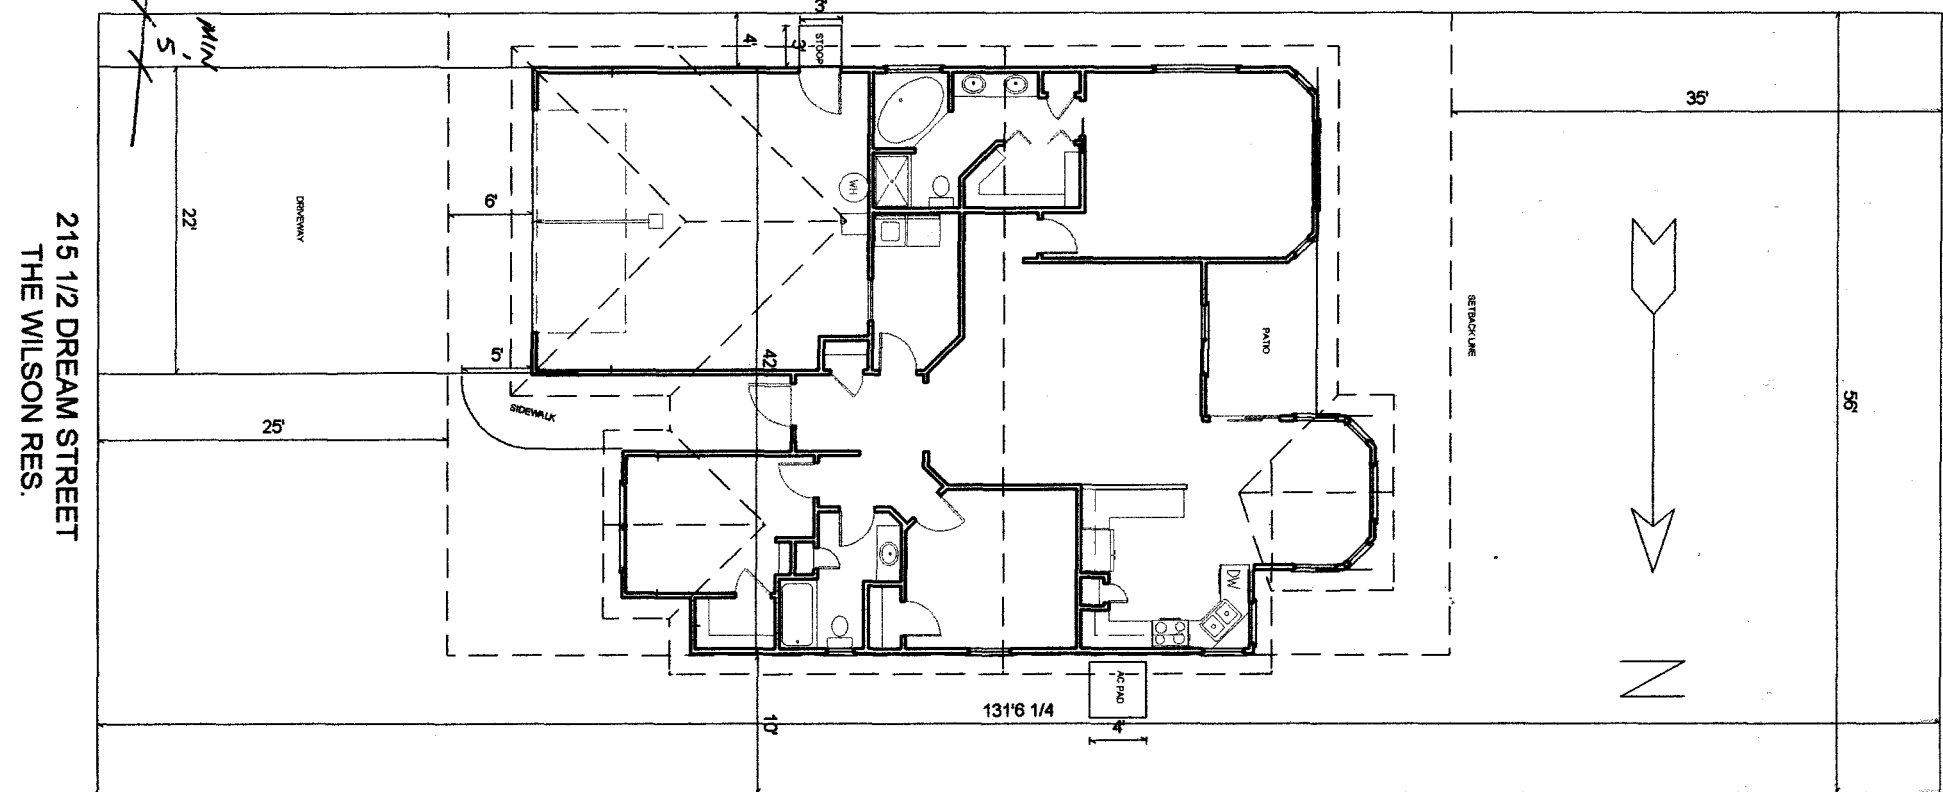 MIN
5'
3'
4'
3'
STOOP
35'
WH
DRIVEWAY
22'
6'
215 1/2 DREAM STREET
THE WILSON RES.
SETBACK LINE
PATIO
42'
5'
SIDEWALK
25'
56'
DW
AC PAD
N
131'6 1/4
10'
4'